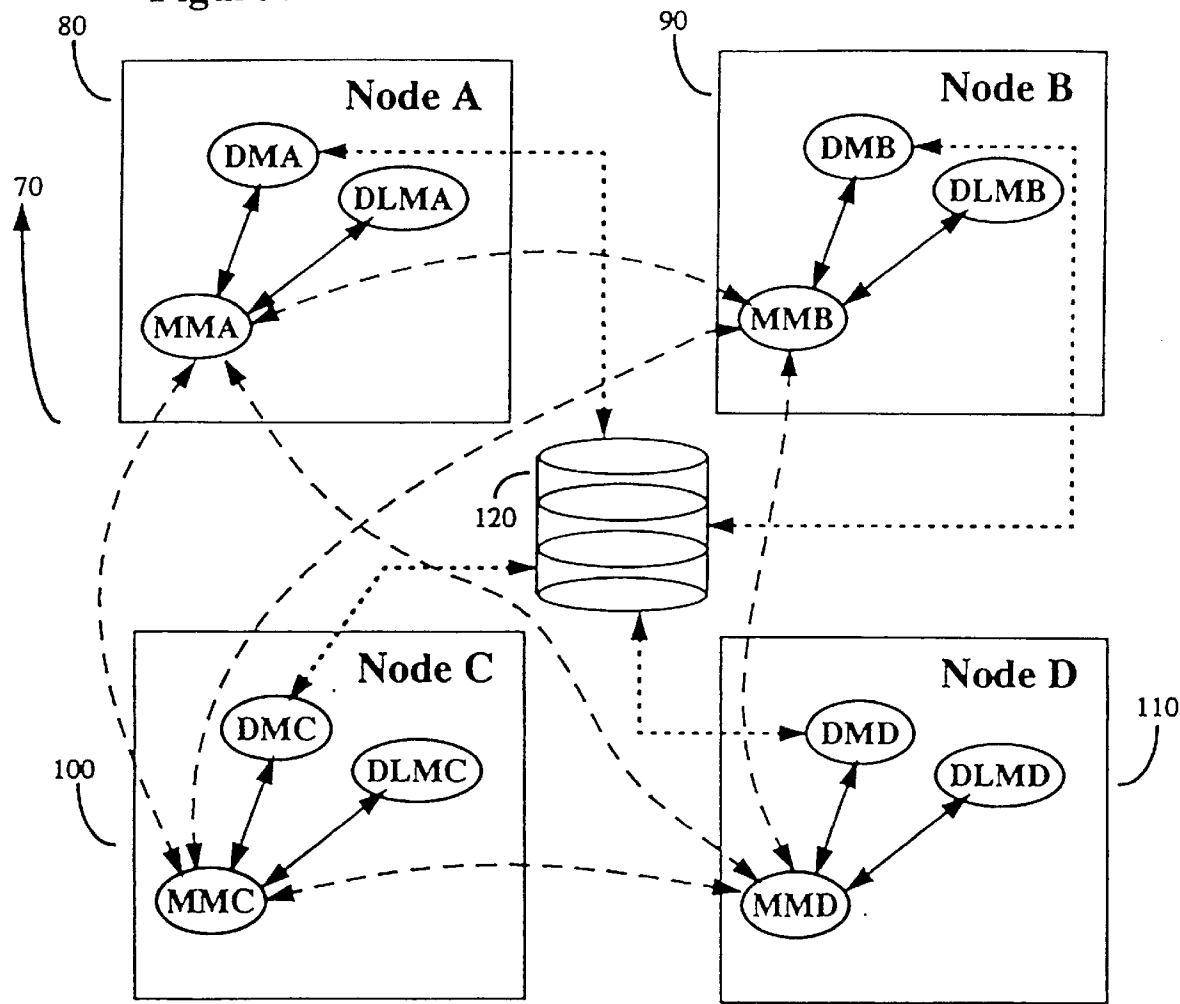 80
90
Node A
Node B
DMA
DMB
DLMA
DLMB
70
MMA
MMB
120
Node C
Node D
DMC
DMD
110
DLMC
DLMD
100
MMC
MMD